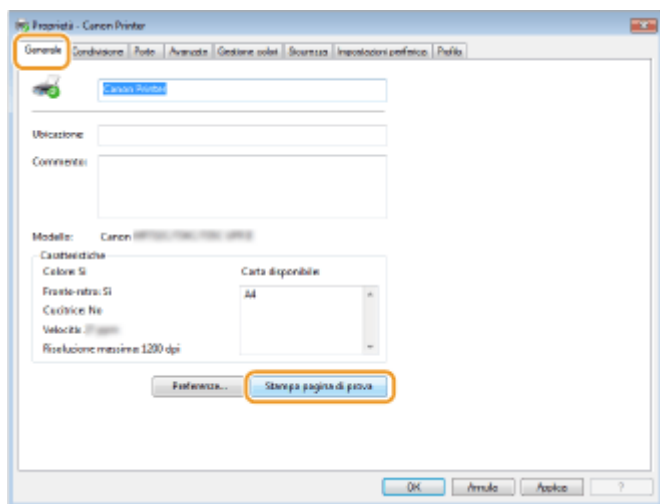 Proprietà - Canon Printer
Generale Condivisione Porte Avanzate Gestione colori Sicurezza Impostazioni periferica Profilo
Canon Printer
Ubicazione:
Commento:
Modello: Canon
Caratteristiche
Colore: Sì
Carta disponibile:
Fronte-retro: Sì
A4
Cucitrice: No
Velocità:
Risoluzione massima: 1200 dpi
Preferenze... Stampa pagina di prova
OK Annulla Applica ?